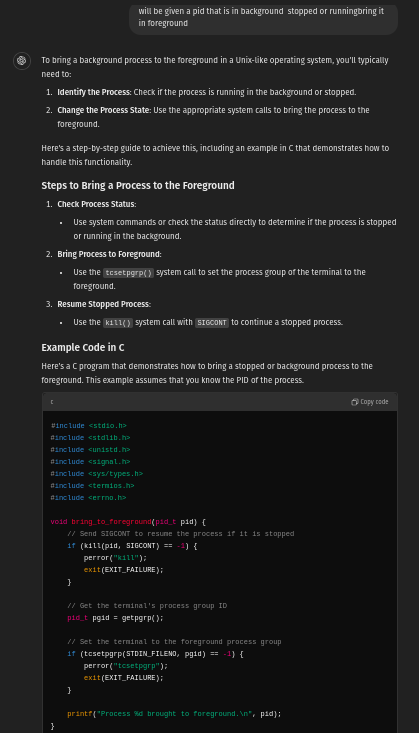 will be given a pid that is in background  stopped or runningbring it
in foreground
To bring a background process to the foreground in a Unix-like operating system, you'll typically
need to:
1. Identify the Process: Check if the process is running in the background or stopped.
2. Change the Process State: Use the appropriate system calls to bring the process to the
foreground.
Here's a step-by-step guide to achieve this, including an example in C that demonstrates how to
handle this functionality.
Steps to Bring a Process to the Foreground
1. Check Process Status:
• Use system commands or check the status directly to determine if the process is stopped
or running in the background.
2. Bring Process to Foreground:
• Use the tcsetpgrp() system call to set the process group of the terminal to the
foreground.
3. Resume Stopped Process:
• Use the kill() system call with SIGCONT to continue a stopped process.
Example Code in C
Here's a C program that demonstrates how to bring a stopped or background process to the
foreground. This example assumes that you know the PID of the process.
c Copy code
#include <stdio.h>
#include <stdlib.h>
#include <unistd.h>
#include <signal.h>
#include <sys/types.h>
#include <termios.h>
#include <errno.h>
void bring_to_foreground(pid_t pid) {
// Send SIGCONT to resume the process if it is stopped
if (kill(pid, SIGCONT) == -1) {
perror("kill");
exit(EXIT_FAILURE);
}
// Get the terminal's process group ID
pid_t pgid = getpgrp();
// Set the terminal to the foreground process group
if (tcsetpgrp(STDIN_FILENO, pgid) == -1) {
perror("tcsetpgrp");
exit(EXIT_FAILURE);
}
printf("Process %d brought to foreground.\n", pid);
}